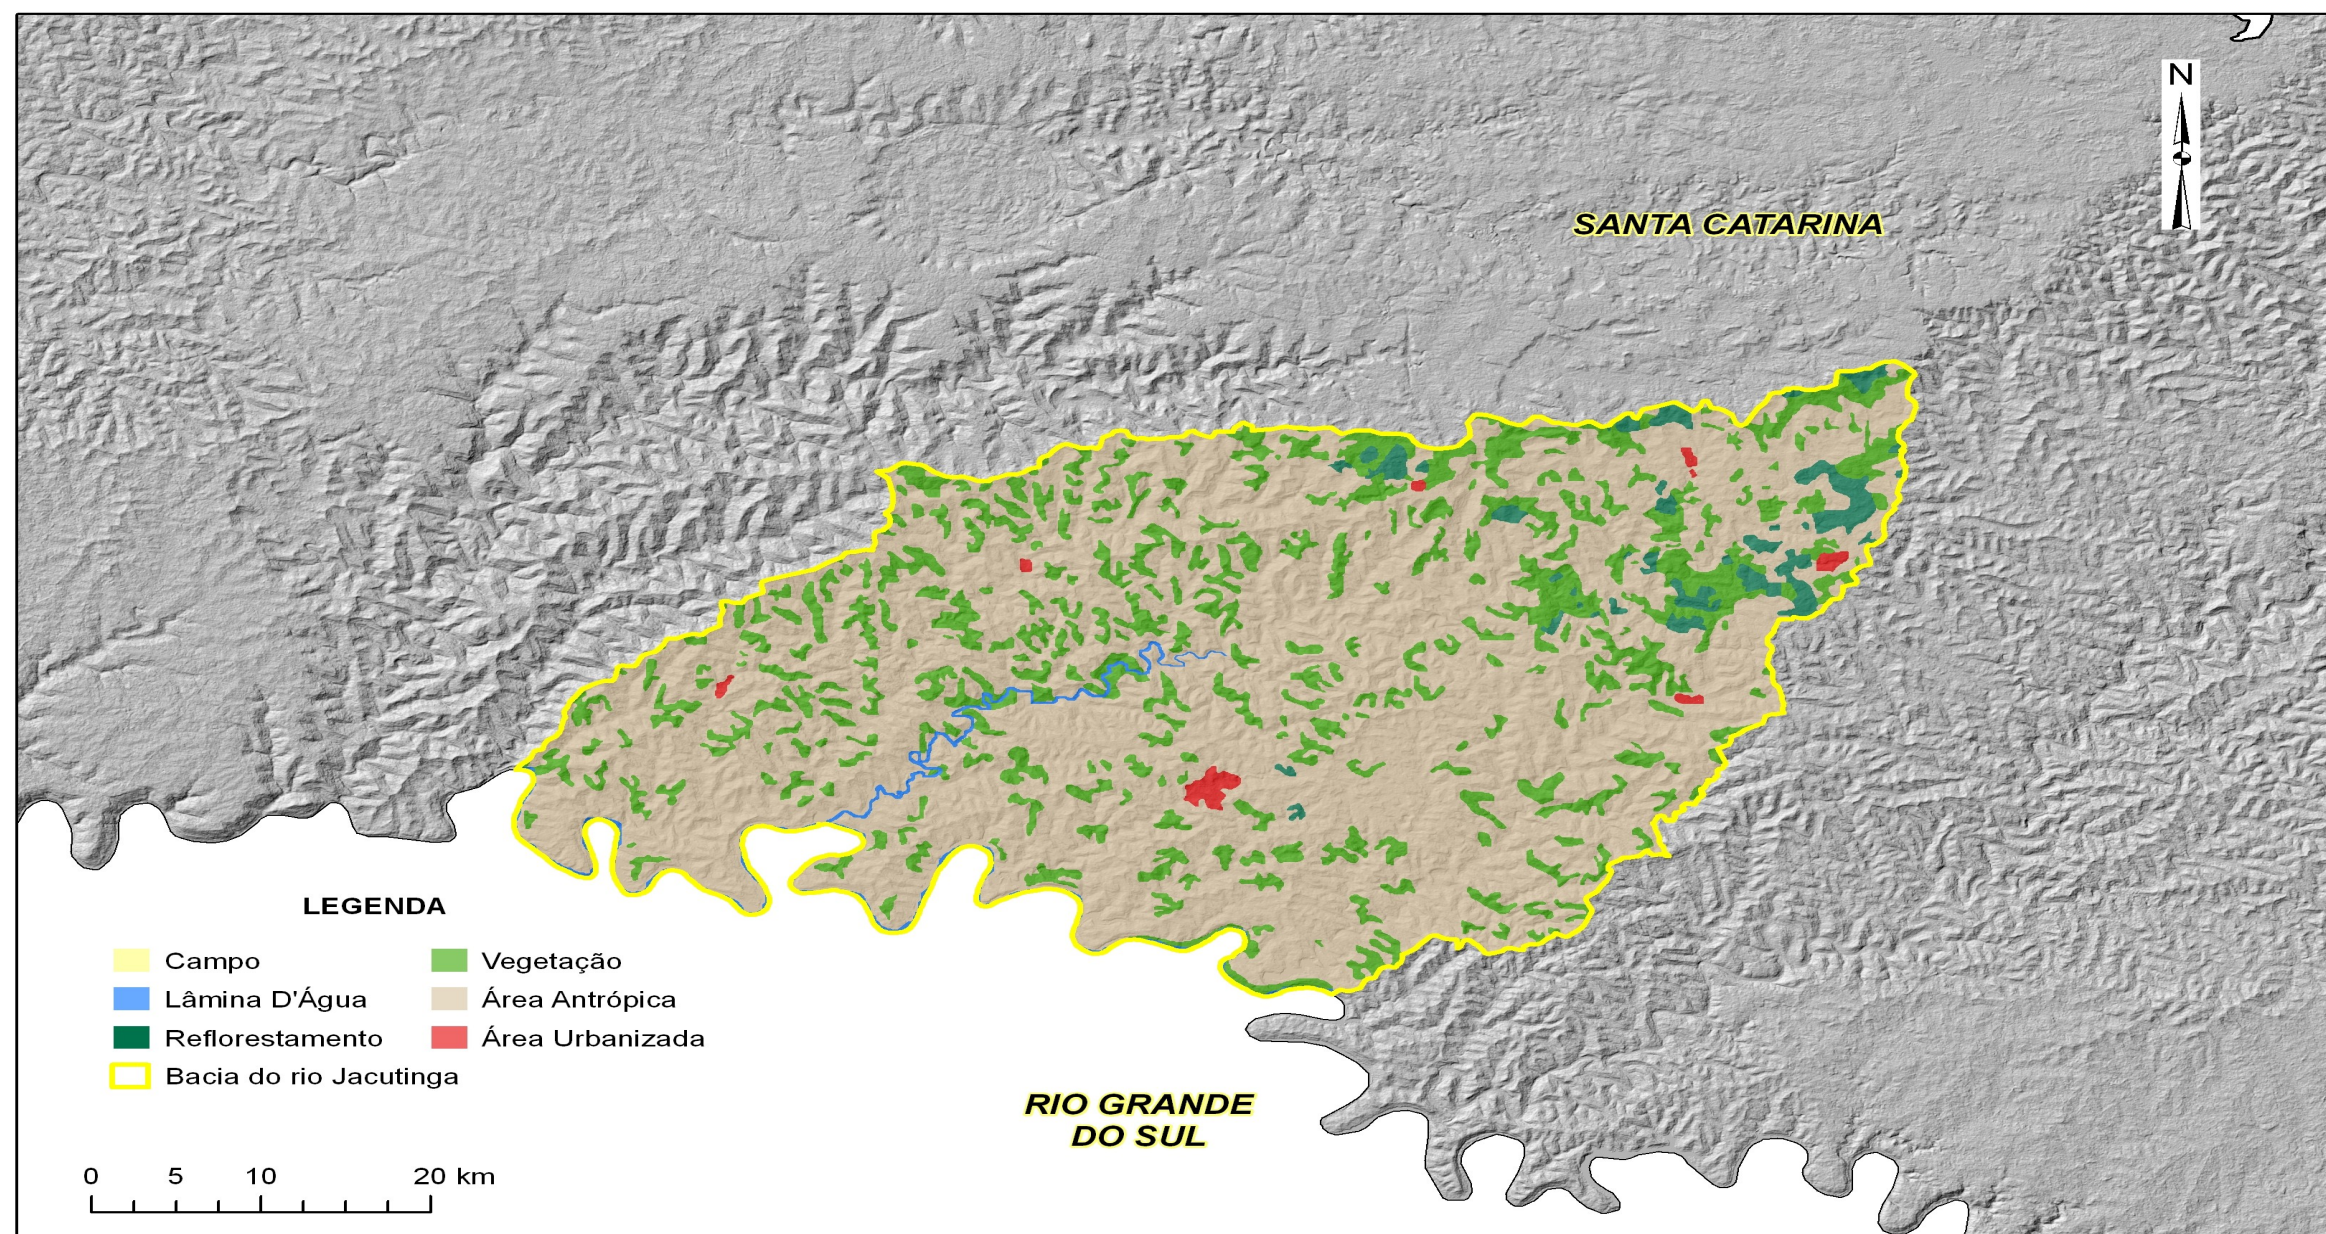 N
SANTA CATARINA
LEGENDA
Campo
Vegetação
Lâmina D'Água
Área Antrópica
Reflorestamento
Área Urbanizada
Bacia do rio Jacutinga
RIO GRANDE
DO SUL
0 5 10 20 km